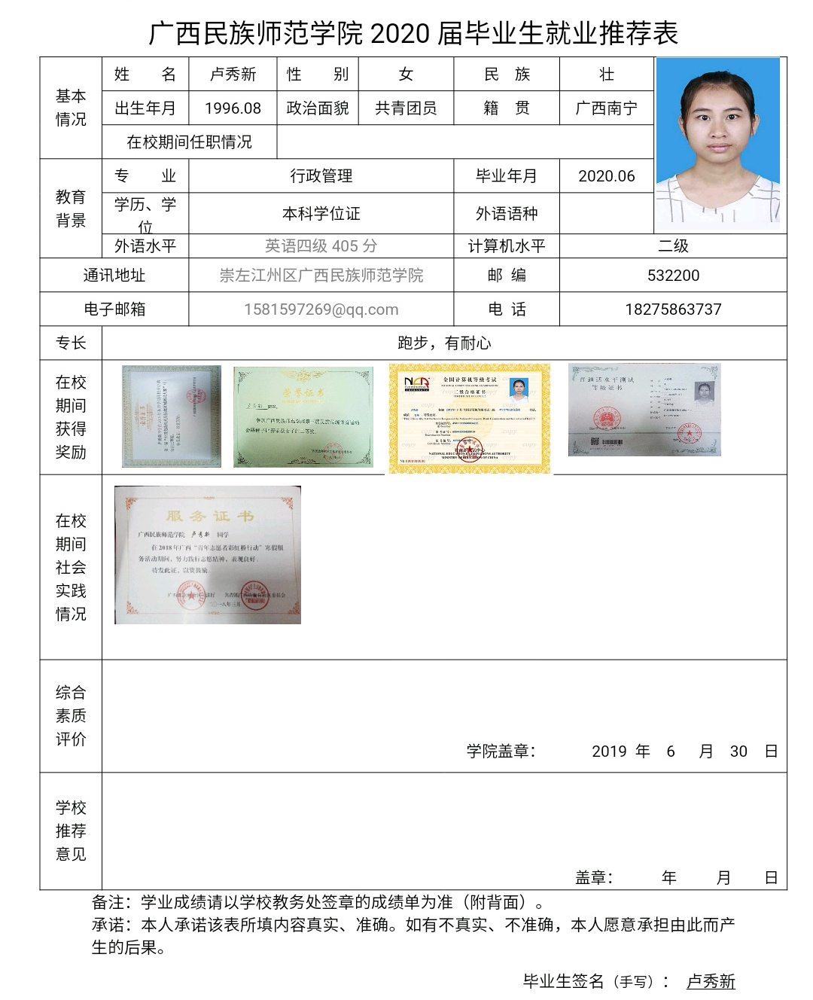 广西民族师范学院 2020 届毕业生就业推荐表
基本情况
姓 名 卢秀新 性 别 女 民 族 壮
出生年月 1996.08 政治面貌 共青团员 籍 贯 广西南宁
在校期间任职情况
教育背景
专 业 行政管理 毕业年月 2020.06
学历、学位 本科学位证 外语语种
外语水平 英语四级 405 分 计算机水平 二级
通讯地址 崇左江州区广西民族师范学院 邮 编 532200
电子邮箱 1581597269@qq.com 电 话 18275863737
专长 跑步，有耐心
在校期间获得奖励
荣誉证书
NCR
全国计算机等级考试
二级合格证书
NATIONAL EDUCATION EXAMINATIONS AUTHORITY
MINISTRY OF EDUCATION OF CHINA
普通话水平测试
等级证书
在校期间社会实践情况
服务证书
广西民族师范学院 卢秀新 同学
在2018年广西“青年志愿者彩虹桥行动”寒假服
务活动期间，努力践行志愿精神，表现良好。
特发此证，以资鼓励
二〇一八年三月
综合素质评价
学院盖章： 2019 年 6 月 30 日
学校推荐意见
盖章： 年 月 日
备注：学业成绩请以学校教务处签章的成绩单为准（附背面）。
承诺：本人承诺该表所填内容真实、准确。如有不真实、不准确，本人愿意承担由此而产
生的后果。
毕业生签名（手写）： 卢秀新